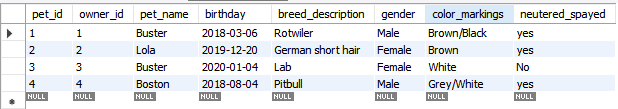 pet_id owner_id pet_name birthday breed_description gender color_markings neutered_spayed
1 1 Buster 2018-03-06 Rotwiler Male Brown/Black yes
2 2 Lola 2019-12-20 German short hair Female Brown yes
3 3 Buster 2020-01-04 Lab Female White No
4 4 Boston 2018-08-04 Pitbull Male Grey/White yes
NULL NULL NULL NULL NULL NULL NULL NULL